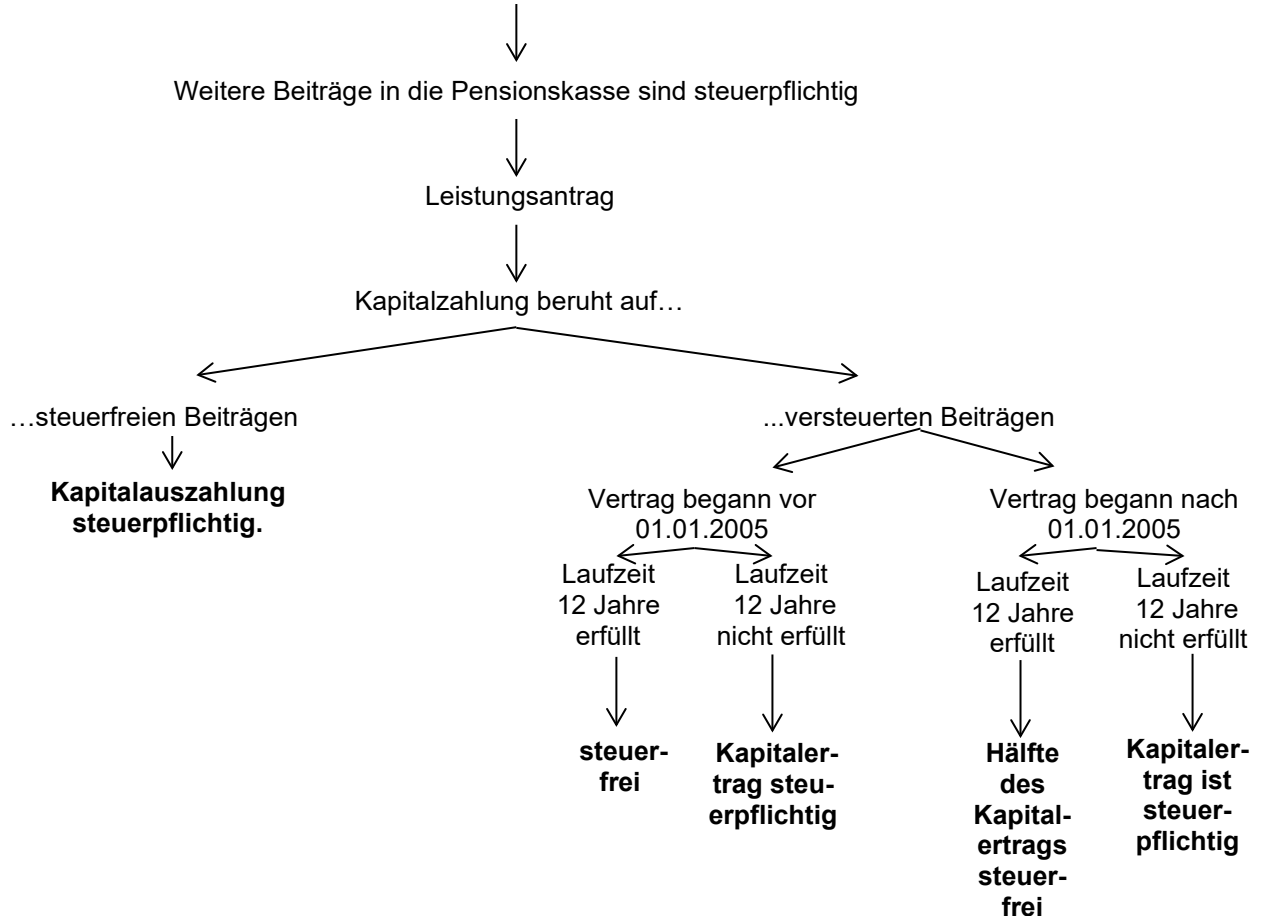 Weitere Beiträge in die Pensionskasse sind steuerpflichtig
Leistungsantrag
Kapitalzahlung beruht auf…
…steuerfreien Beiträgen
Kapitalauszahlung
steuerpflichtig.
...versteuerten Beiträgen
Vertrag begann vor
01.01.2005
Laufzeit
12 Jahre
erfüllt
steuer-
frei
Laufzeit
12 Jahre
nicht erfüllt
Kapitaler-
trag steu-
erpflichtig
Vertrag begann nach
01.01.2005
Laufzeit
12 Jahre
erfüllt
Hälfte
des
Kapital-
ertrags
steuer-
frei
Laufzeit
12 Jahre
nicht erfüllt
Kapitaler-
trag ist
steuer-
pflichtig